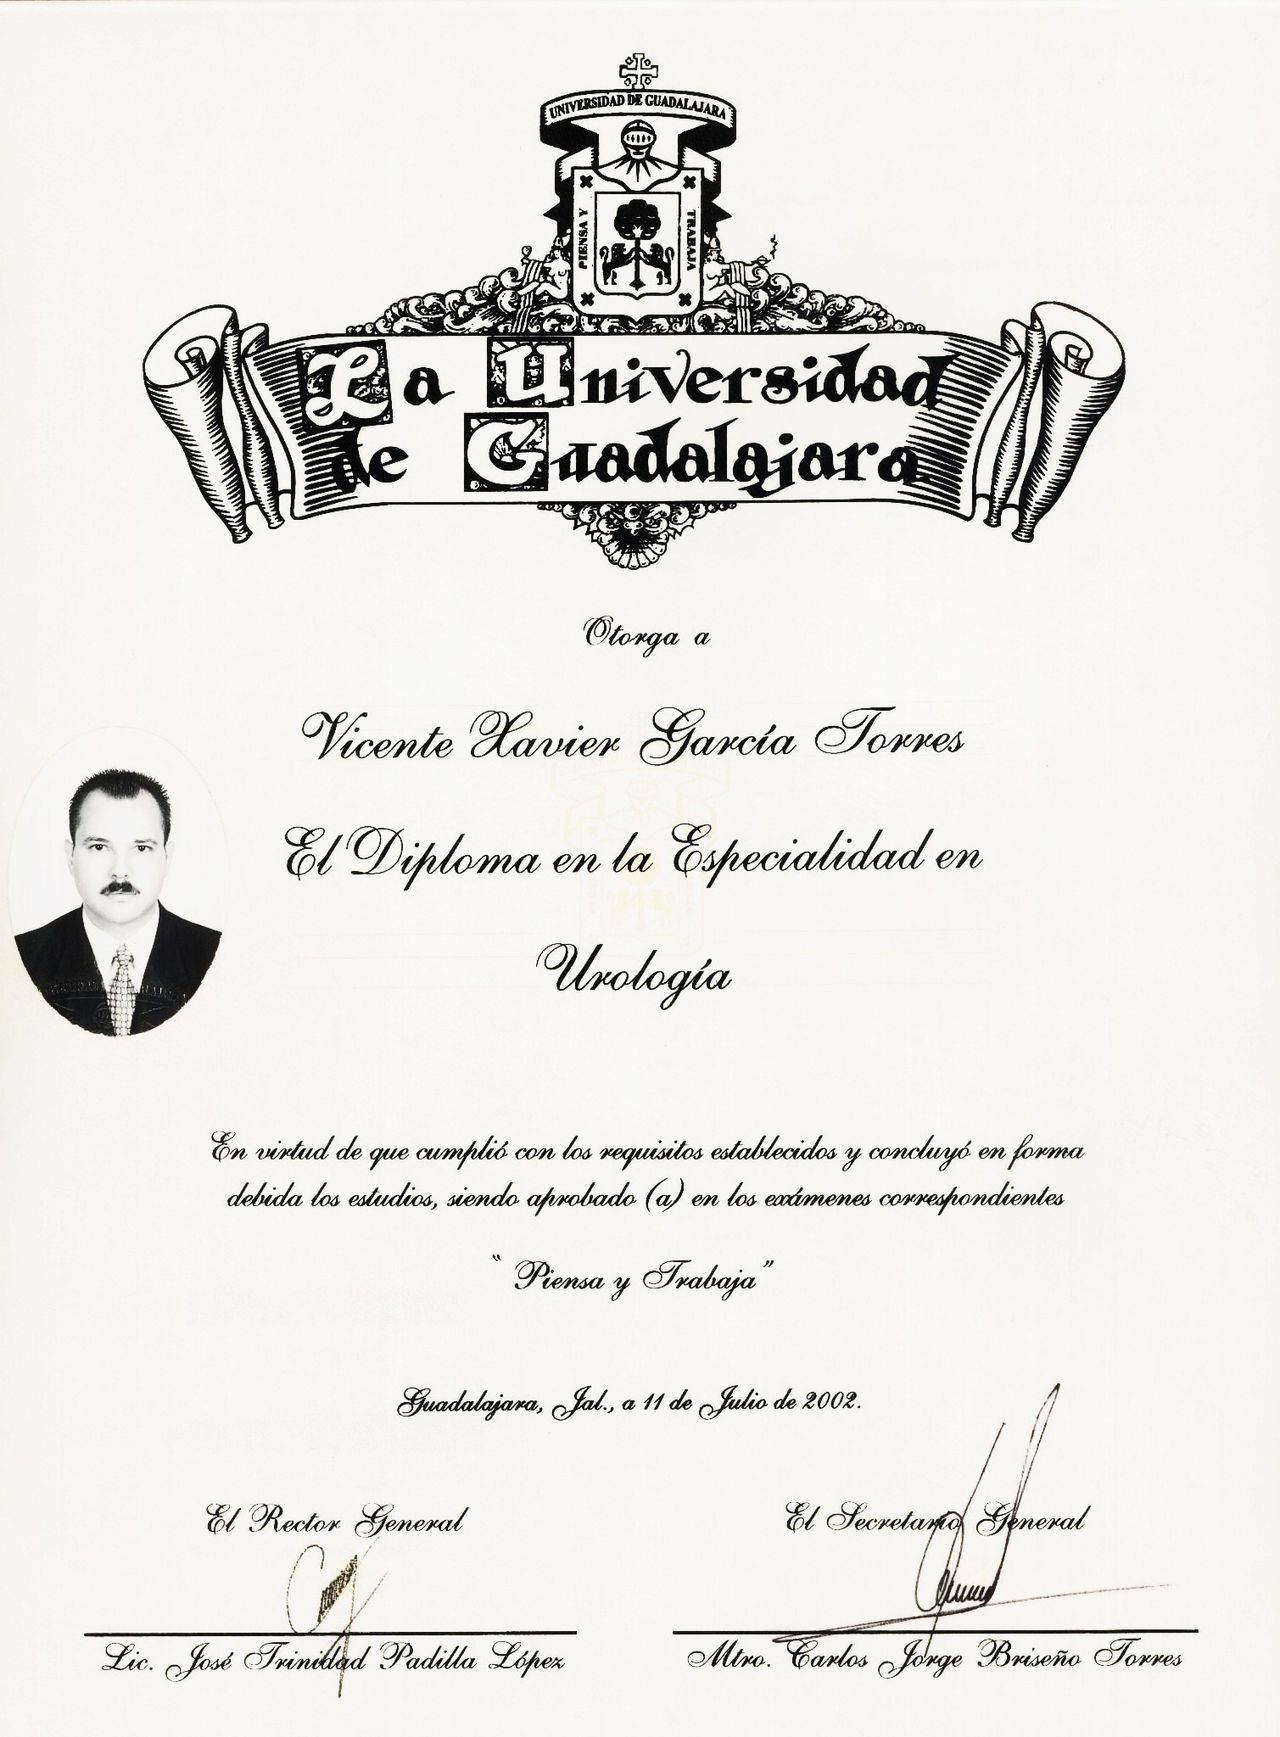 UNIVERSIDAD DE GUADALAJARA
PIENSA Y
TRABAJA
La Universidad
de Guadalajara
Otorga a
Vicente Xavier García Torres
El Diploma en la Especialidad en
Urología
En virtud de que cumplió con los requisitos establecidos y concluyó en forma
debida los estudios, siendo aprobado (a) en los exámenes correspondientes
“ Piensa y Trabaja”
Guadalajara, Jal., a 11 de Julio de 2002.
El Rector General
El Secretario General
Lic. José Trinidad Padilla López
Mtro. Carlos Jorge Briseño Torres